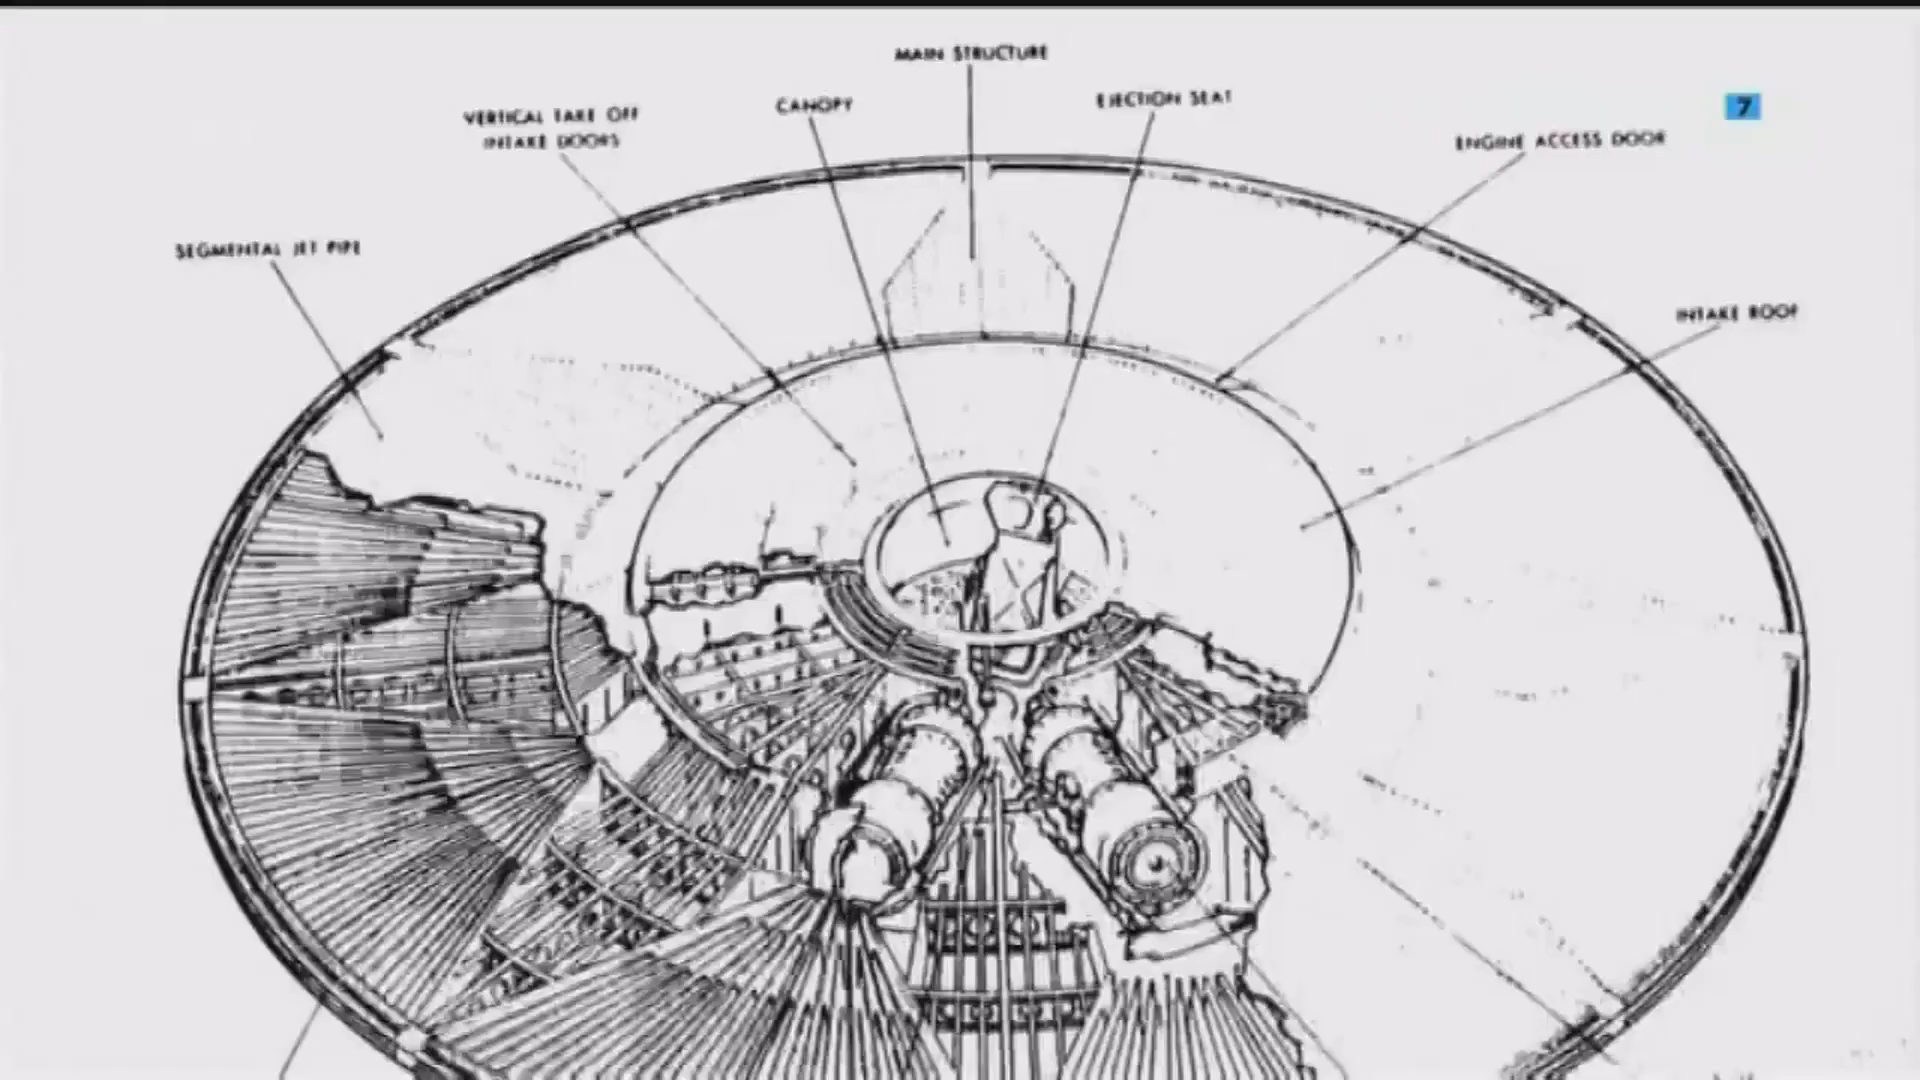 MAIN STRUCTURE
CANOPY
EJECTION SEAT
7
VERTICAL TAKE OFF
INTAKE DOORS
ENGINE ACCESS DOOR
SEGMENTAL JET PIPE
INTAKE ROOF